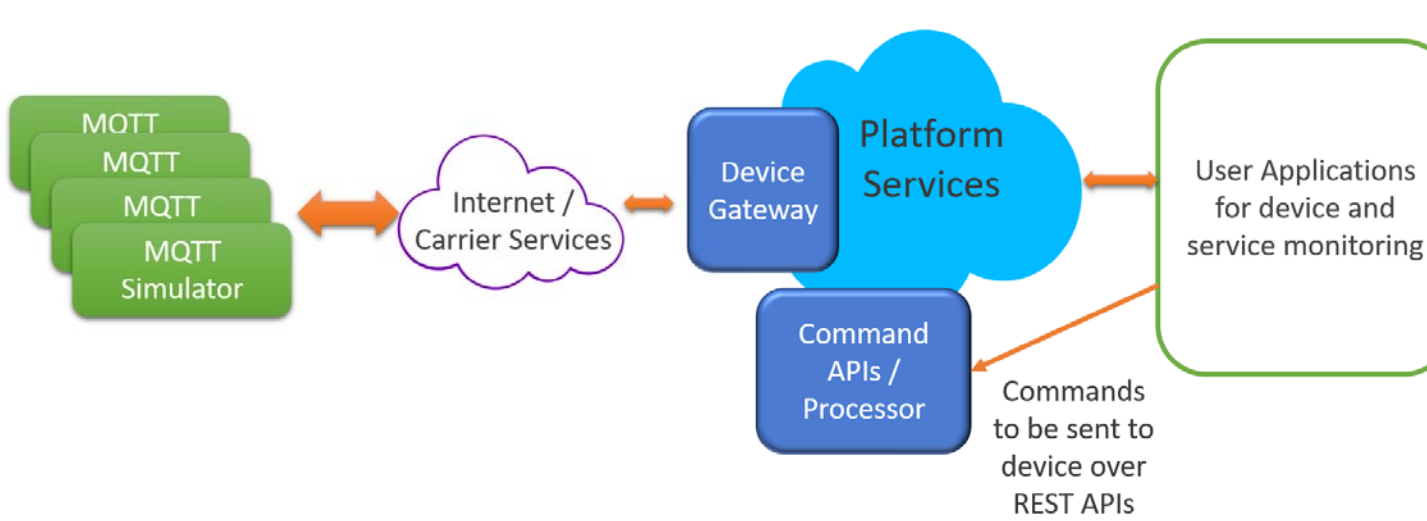 MQTT
MQTT
MQTT
MQTT
Simulator
Internet /
Carrier Services
Device
Gateway
Platform
Services
Command
APIs /
Processor
User Applications
for device and
service monitoring
Commands
to be sent to
device over
REST APIs